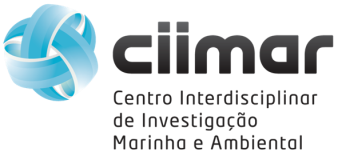 ciimar
Centro Interdisciplinar
de Investigação
Marinha e Ambiental